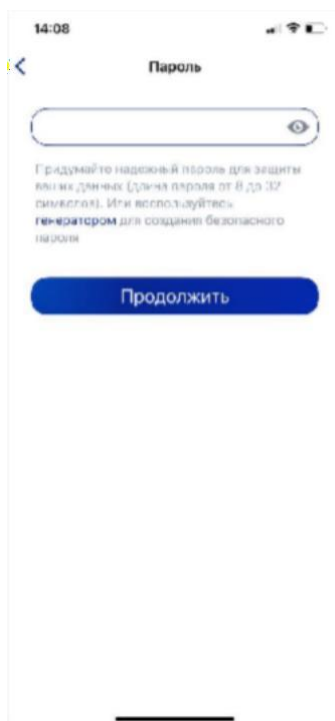 14:08
Пароль
Придумайте надежный пароль для защиты
ваших данных (длина пароля от 8 до 32
символов). Или воспользуйтесь
генератором для создания безопасного
пароля
Продолжить